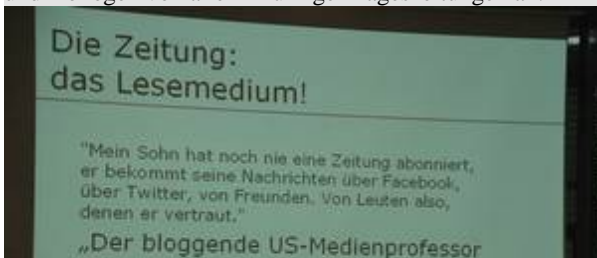 Die Zeitung:
das Lesemedium!
"Mein Sohn hat noch nie eine Zeitung abonniert,
er bekommt seine Nachrichten über Facebook,
über Twitter, von Freunden. Von Leuten also,
denen er vertraut."
„Der bloggende US-Medienprofessor